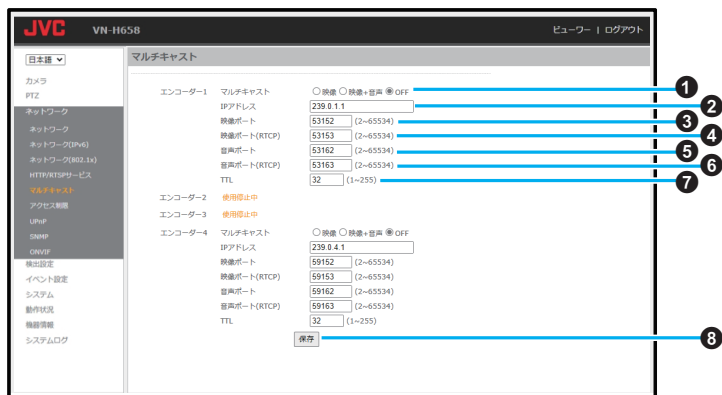 JVC VN-H658 ビューワー | ログアウト
日本語
マルチキャスト
カメラ
PTZ
ネットワーク
ネットワーク
ネットワーク(IPv6)
ネットワーク(802.1x)
HTTP/RTSPサービス
マルチキャスト
アクセス制限
UPnP
SNMP
ONVIF
検出設定
イベント設定
システム
動作状況
機器情報
システムログ
エンコーダー1 マルチキャスト 映像 映像+音声 OFF 1
IPアドレス 239.0.1.1 2
映像ポート 53152 (2~65534) 3
映像ポート(RTCP) 53153 (2~65534) 4
音声ポート 53162 (2~65534) 5
音声ポート(RTCP) 53163 (2~65534) 6
TTL 32 (1~255) 7
エンコーダー2 使用停止中
エンコーダー3 使用停止中
エンコーダー4 マルチキャスト 映像 映像+音声 OFF
IPアドレス 239.0.4.1
映像ポート 59152 (2~65534)
映像ポート(RTCP) 59153 (2~65534)
音声ポート 59162 (2~65534)
音声ポート(RTCP) 59163 (2~65534)
TTL 32 (1~255)
保存 8